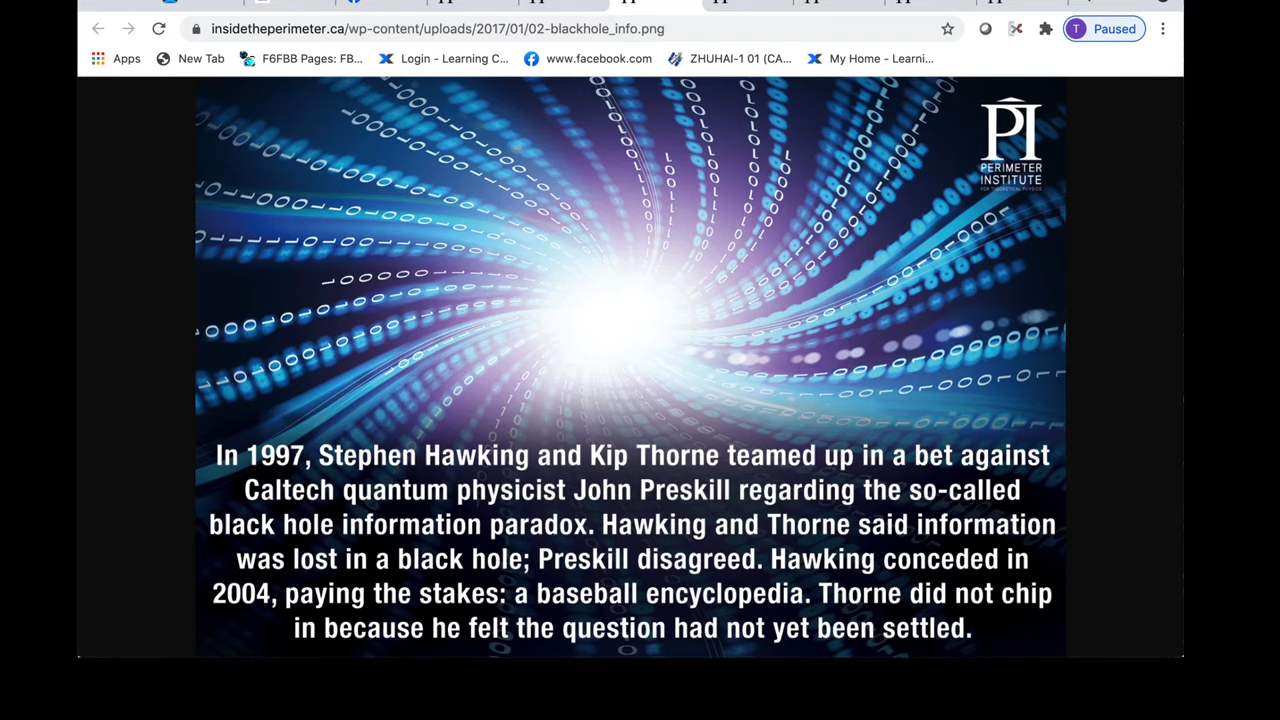 insidetheperimeter.ca/wp-content/uploads/2017/01/02-blackhole_info.png
T Paused
Apps New Tab F6FBB Pages: FB... Login - Learning C... www.facebook.com ZHUHAI-1 01 (CA... My Home - Learni...
PI
PERIMETER
INSTITUTE
FOR THEORETICAL PHYSICS
In 1997, Stephen Hawking and Kip Thorne teamed up in a bet against
Caltech quantum physicist John Preskill regarding the so-called
black hole information paradox. Hawking and Thorne said information
was lost in a black hole; Preskill disagreed. Hawking conceded in
2004, paying the stakes: a baseball encyclopedia. Thorne did not chip
in because he felt the question had not yet been settled.